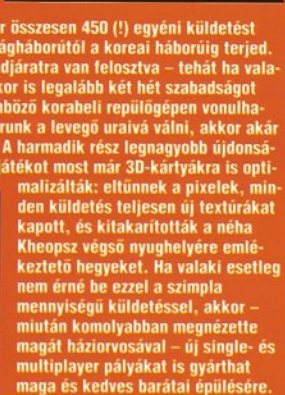 r összesen 450 (!) egyéni küldetést
ágháborútól a koreai háborúig terjed.
djáratra van felosztva – tehát ha vala-
kor is legalább két hét szabadságot
nböző korabeli repülőgépen vonulha-
runk a levegő uraivá válni, akkor akár
A harmadik rész legnagyobb újdonsá-
játékot most már 3D-kártyákra is opti-
malizálták: eltűnnek a pixelek, min-
den küldetés teljesen új textúrákat
kapott, és kitakarították a néha
Kheopsz végső nyughelyére emlé-
keztető hegyeket. Ha valaki esetleg
nem érné be ezzel a szimpla
mennyiségű küldetéssel, akkor –
miután komolyabban megnézette
magát háziorvosával – új single- és
multiplayer pályákat is gyárthat
maga és kedves barátai épülésére.